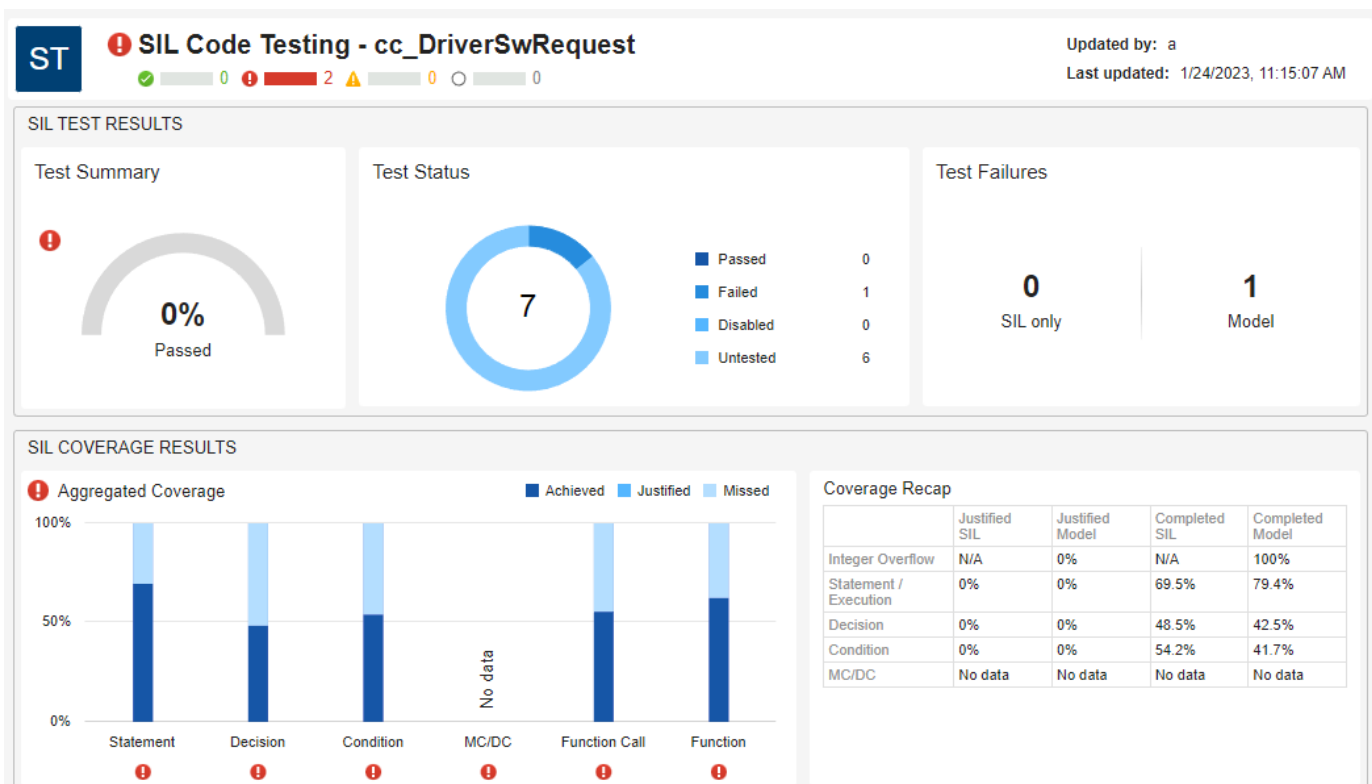 ST
SIL Code Testing - cc_DriverSwRequest
0 2 0 0
Updated by: a
Last updated: 1/24/2023, 11:15:07 AM
SIL TEST RESULTS
Test Summary
0%
Passed
Test Status
7
Passed 0
Failed 1
Disabled 0
Untested 6
Test Failures
0 1
SIL only Model
SIL COVERAGE RESULTS
Aggregated Coverage
Achieved Justified Missed
100%
50%
0%
No data
Statement Decision Condition MC/DC Function Call Function
Coverage Recap
Justified SIL Justified Model Completed SIL Completed Model
Integer Overflow N/A 0% N/A 100%
Statement / Execution 0% 0% 69.5% 79.4%
Decision 0% 0% 48.5% 42.5%
Condition 0% 0% 54.2% 41.7%
MC/DC No data No data No data No data